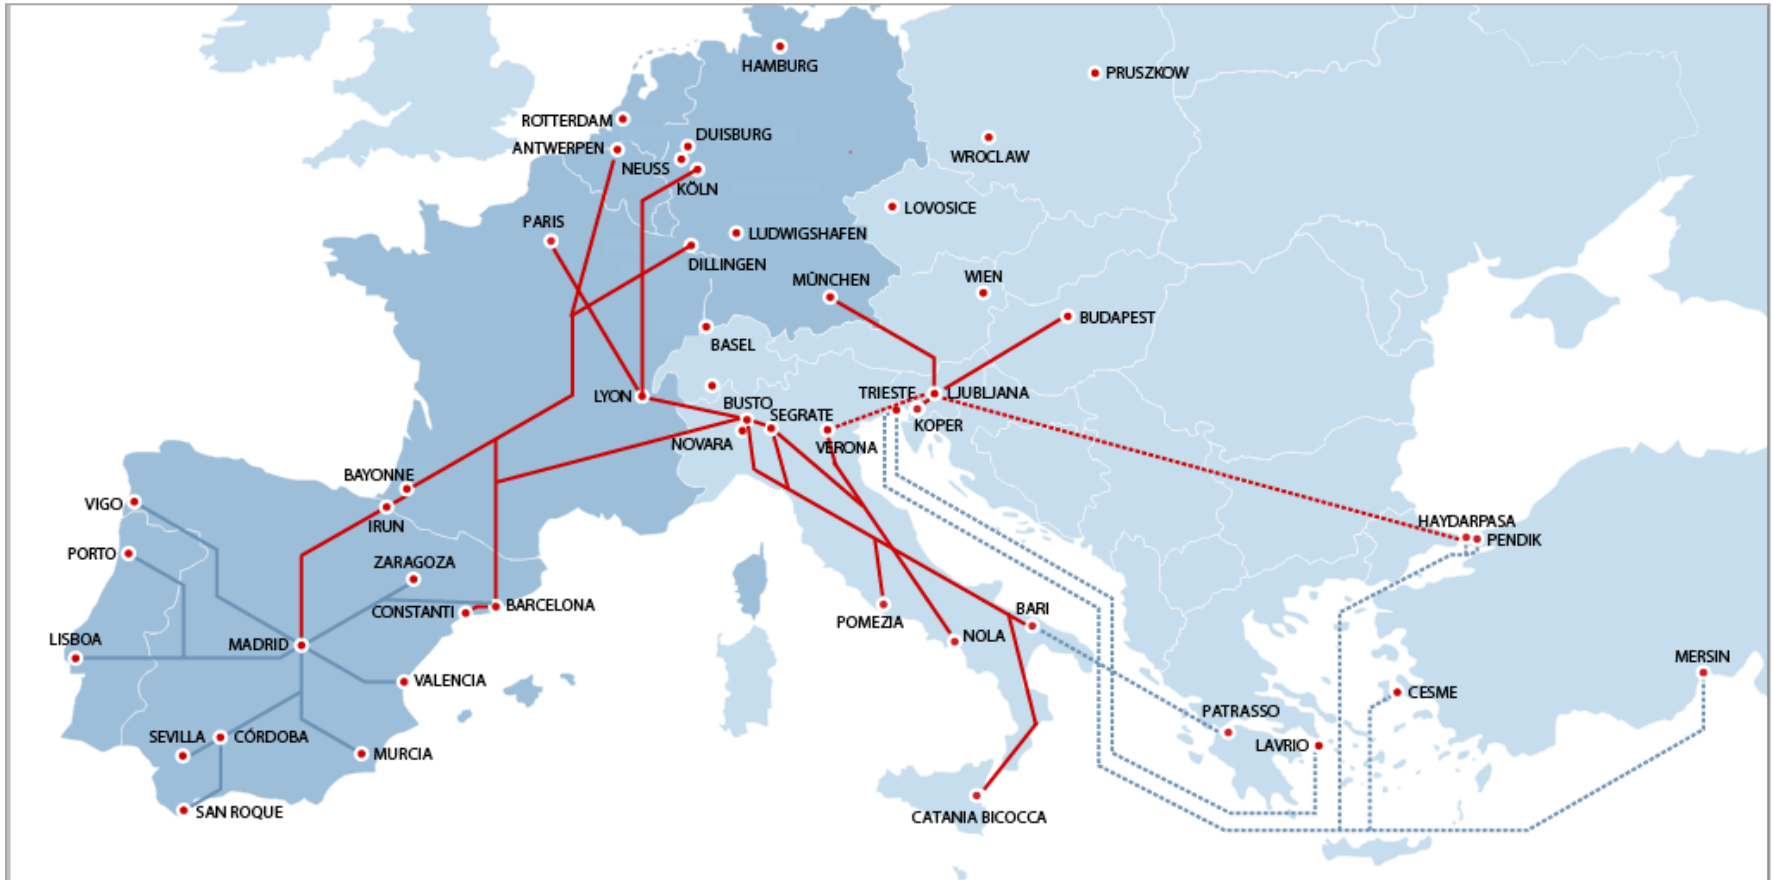 HAMBURG
PRUSZKOW
ROTTERDAM
DUISBURG
ANTWERPEN
WROCLAW
NEUSS
KÖLN
LOVOSICE
PARIS
LUDWIGSHAFEN
DILLINGEN
MÜNCHEN
WIEN
BUDAPEST
BASEL
LYON
TRIESTE
LJUBLJANA
BUSTO
SEGRATE
KOPER
NOVARA
VERONA
BAYONNE
VIGO
IRUN
HAYDARPASA
PENDIK
PORTO
ZARAGOZA
CONSTANTI
BARCELONA
BARI
POMEZIA
NOLA
LISBOA
MADRID
MERSIN
VALENCIA
CESME
PATRASSO
SEVILLA
CÓRDOBA
LAVRIO
MURCIA
SAN ROQUE
CATANIA BICOCCA